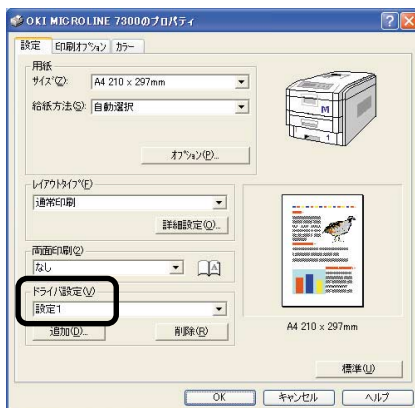 OKI MICROLINE 7300のプロパティ
設定 印刷オプション カラー
用紙
サイズ(Z): A4 210 x 297mm
給紙方法(S): 自動選択
オプション(P)...
レイアウトタイプ(F)
通常印刷
詳細設定(O)...
両面印刷(2)
なし
A
ドライバ設定(V)
設定1
追加(D)...
削除(R)
M
1
A4 210 x 297mm
標準(U)
OK キャンセル ヘルプ